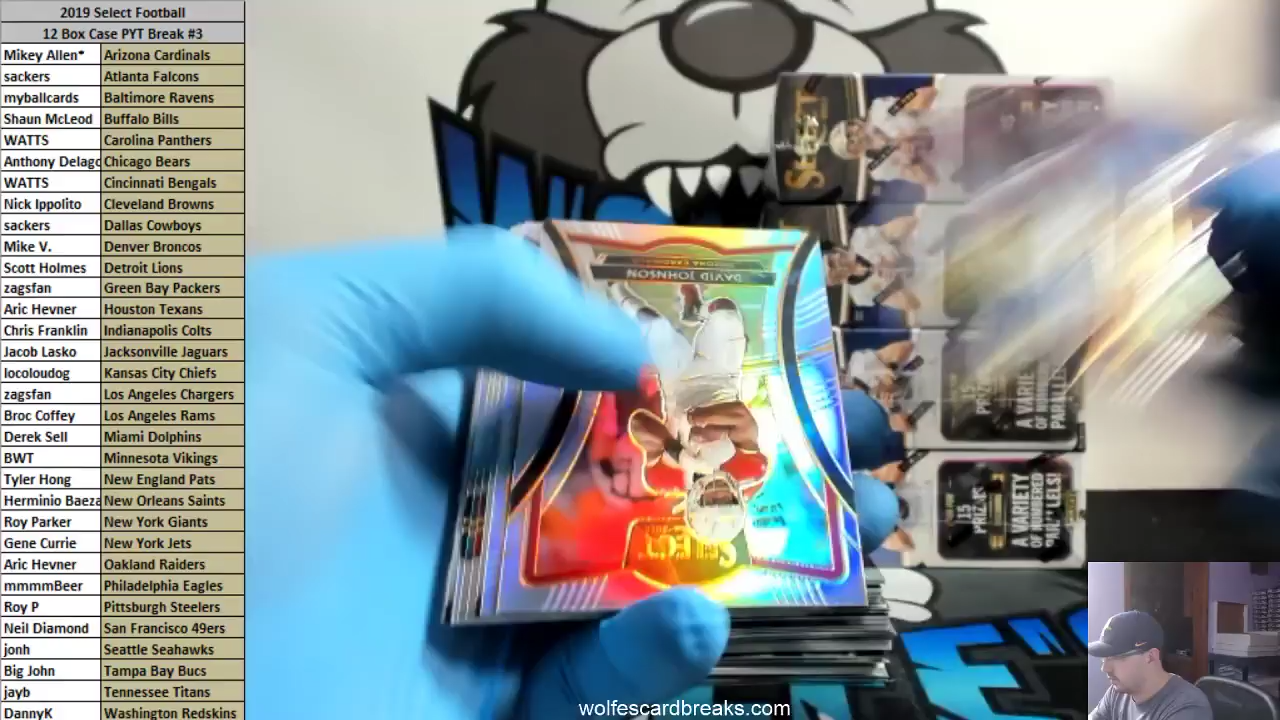 2019 Select Football
12 Box Case PYT Break #3
Mikey Allen* Arizona Cardinals
sackers Atlanta Falcons
myballcards Baltimore Ravens
Shaun McLeod Buffalo Bills
WATTS Carolina Panthers
Anthony Delago Chicago Bears
WATTS Cincinnati Bengals
Nick Ippolito Cleveland Browns
sackers Dallas Cowboys
Mike V. Denver Broncos
Scott Holmes Detroit Lions
zagsfan Green Bay Packers
Aric Hevner Houston Texans
Chris Franklin Indianapolis Colts
Jacob Lasko Jacksonville Jaguars
locoloudog Kansas City Chiefs
zagsfan Los Angeles Chargers
Broc Coffey Los Angeles Rams
Derek Sell Miami Dolphins
BWT Minnesota Vikings
Tyler Hong New England Pats
Herminio Baeza New Orleans Saints
Roy Parker New York Giants
Gene Currie New York Jets
Aric Hevner Oakland Raiders
mmmmBeer Philadelphia Eagles
Roy P Pittsburgh Steelers
Neil Diamond San Francisco 49ers
jonh Seattle Seahawks
Big John Tampa Bay Bucs
jayb Tennessee Titans
DannyK Washington Redskins
SELECT
DAVID JOHNSON
SELECT
15
A VARIETY
OF NUMBERED
wolfescardbreaks.com